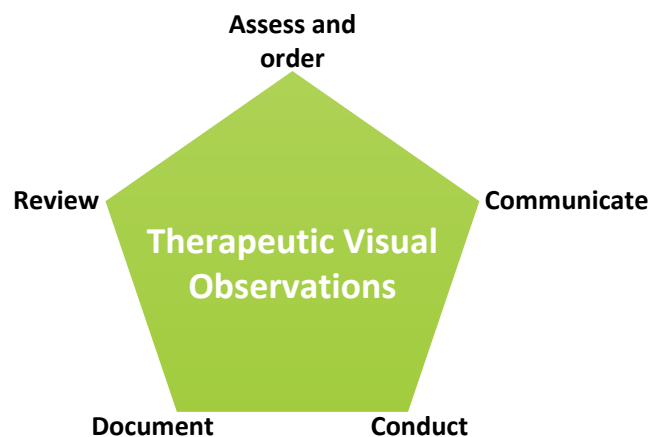 Assess and
order
Review
Communicate
Therapeutic Visual
Observations
Document
Conduct